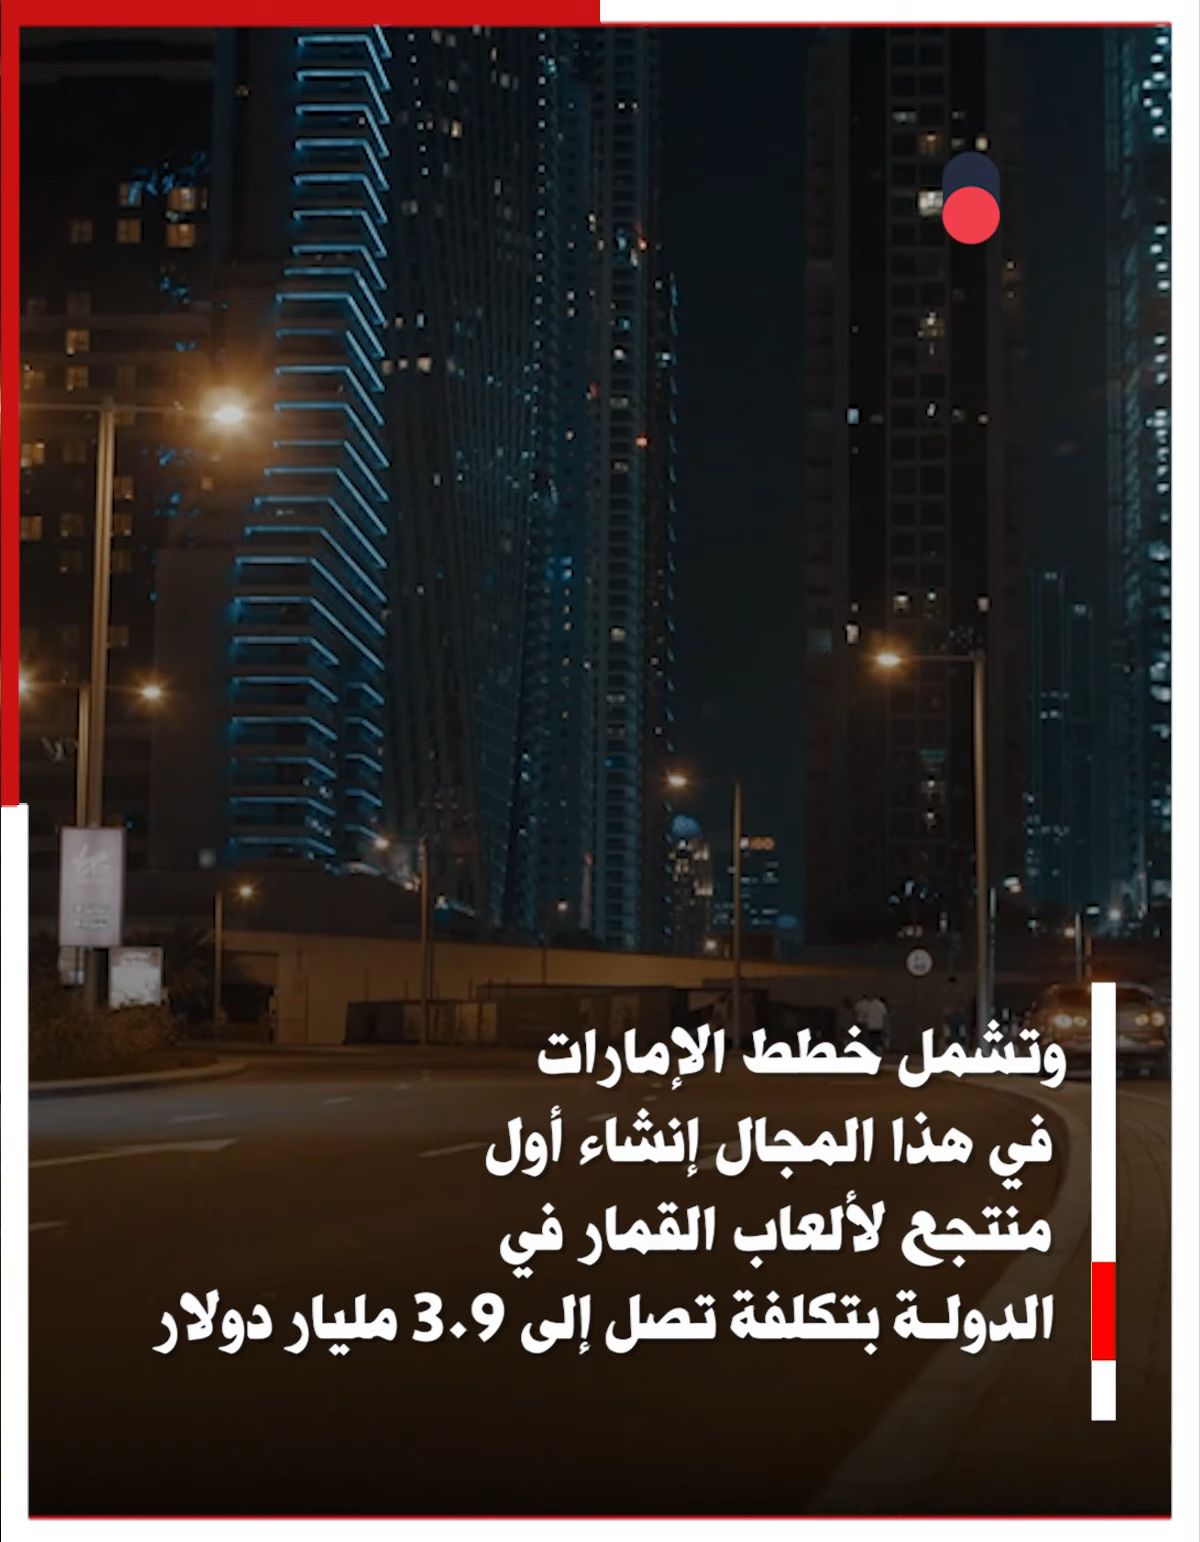 وتشمل خطط الإمارات
في هذا المجال إنشاء أول
منتجع لألعاب القمار في
الدولة بتكلفة تصل إلى 3.9 مليار دولار